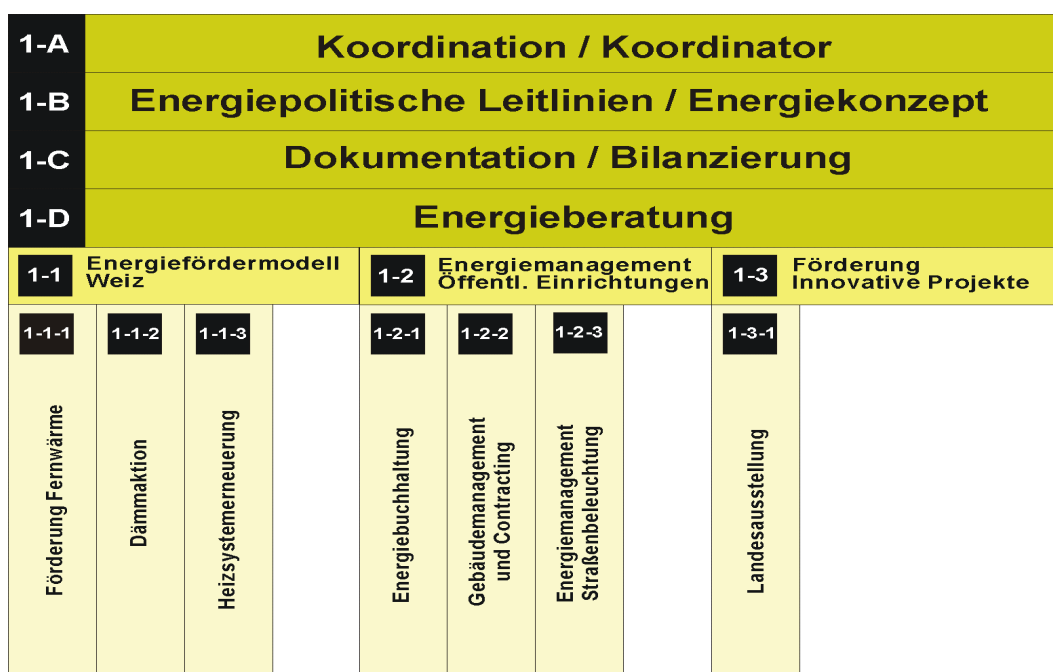 1-A Koordination / Koordinator
1-B Energiepolitische Leitlinien / Energiekonzept
1-C Dokumentation / Bilanzierung
1-D Energieberatung
1-1 Energiefördermodell
Weiz
1-2 Energiemanagement
Öffentl. Einrichtungen
1-3 Förderung
Innovative Projekte
1-1-1
Förderung Fernwärme
1-1-2
Dämmaktion
1-1-3
Heizsystemerneuerung
1-2-1
Energiebuchhaltung
1-2-2
Gebäudemanagement
und Contracting
1-2-3
Energiemanagement
Straßenbeleuchtung
1-3-1
Landesausstellung